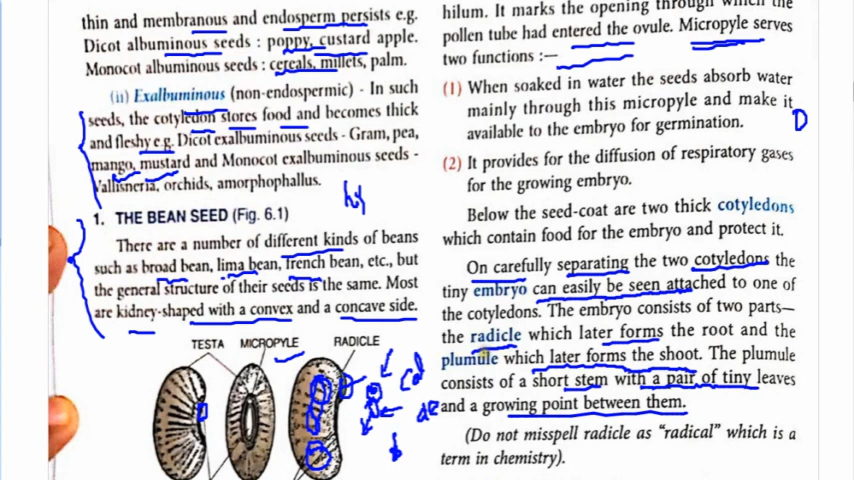 thin and membranous and endosperm persists e.g.
Dicot albuminous seeds : poppy, custard apple.
Monocot albuminous seeds : cereals, millets, palm.
(ii) Exalbuminous (non-endospermic) - In such
seeds, the cotyledon stores food and becomes thick
and fleshy e.g. Dicot exalbuminous seeds - Gram, pea,
mango, mustard and Monocot exalbuminous seeds -
Vallisneria, orchids, amorphophallus.
1. THE BEAN SEED (Fig. 6.1)
There are a number of different kinds of beans
such as broad bean, lima bean, french bean, etc., but
the general structure of their seeds is the same. Most
are kidney-shaped with a convex and a concave side.
TESTA MICROPYLE RADICLE
hilum. It marks the opening through which the
pollen tube had entered the ovule. Micropyle serves
two functions :—
(1) When soaked in water the seeds absorb water
mainly through this micropyle and make it
available to the embryo for germination.
(2) It provides for the diffusion of respiratory gases
for the growing embryo.
Below the seed-coat are two thick cotyledons
which contain food for the embryo and protect it.
On carefully separating the two cotyledons the
tiny embryo can easily be seen attached to one of
the cotyledons. The embryo consists of two parts—
the radicle which later forms the root and the
plumule which later forms the shoot. The plumule
consists of a short stem with a pair of tiny leaves
and a growing point between them.
(Do not misspell radicle as "radical" which is a
term in chemistry).